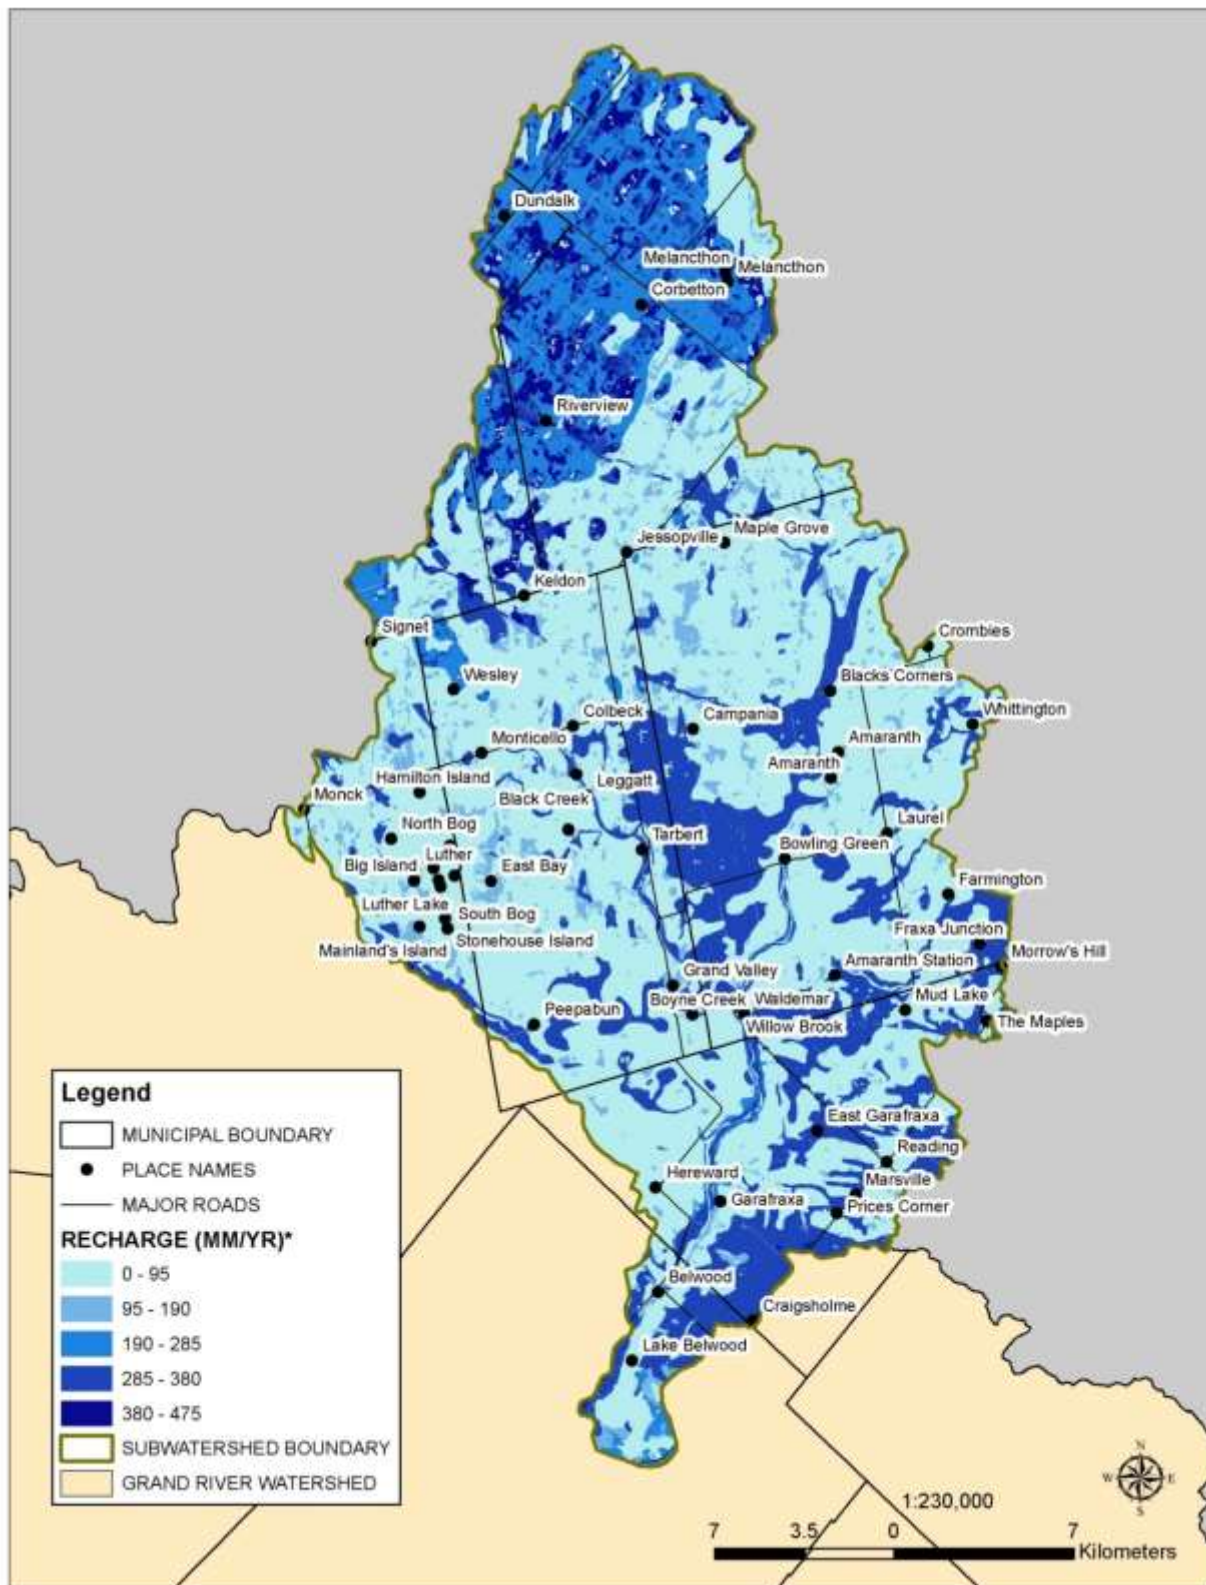 Dundalk
Melancthon
Melancthon
Corbetton
Riverview
Jessopville
Maple Grove
Keldon
Signet
Crombies
Wesley
Blacks Corners
Whittington
Colbeck
Campania
Monticello
Amaranth
Hamilton Island
Leggatt
Amaranth
Black Creek
Monck
North Bog
Tarbert
Laurel
Bowling Green
Big Island
Luther
East Bay
Farmington
Luther Lake
South Bog
Fraxa Junction
Mainland's Island
Stonehouse Island
Morrow's Hill
Grand Valley
Amaranth Station
Boyne Creek
Waldemar
Mud Lake
Peepabun
Willow Brook
The Maples
East Garafraxa
Reading
Hereward
Marsville
Garafraxa
Prices Corner
Belwood
Craigsholme
Lake Belwood
Legend
MUNICIPAL BOUNDARY
PLACE NAMES
MAJOR ROADS
RECHARGE (MM/YR)*
0 - 95
95 - 190
190 - 285
285 - 380
380 - 475
SUBWATERSHED BOUNDARY
GRAND RIVER WATERSHED
N
W E
S
1:230,000
7 3.5 0 7
Kilometers